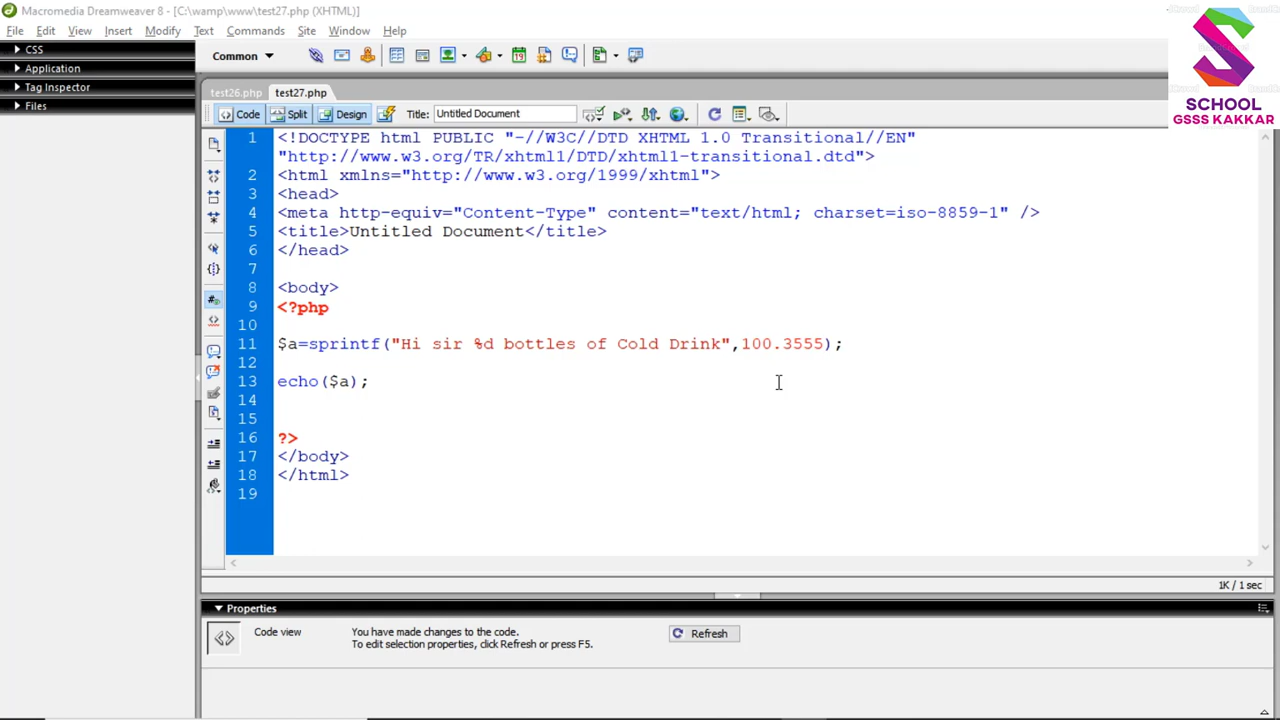 Macromedia Dreamweaver 8 - [C:\wamp\www\test27.php (XHTML)]
File Edit View Insert Modify Text Commands Site Window Help
CSS
Application
Tag Inspector
Files
Common
test26.php test27.php
Code Split Design Title: Untitled Document
1 <!DOCTYPE html PUBLIC "-//W3C//DTD XHTML 1.0 Transitional//EN"
"http://www.w3.org/TR/xhtml1/DTD/xhtml1-transitional.dtd">
2 <html xmlns="http://www.w3.org/1999/xhtml">
3 <head>
4 <meta http-equiv="Content-Type" content="text/html; charset=iso-8859-1" />
5 <title>Untitled Document</title>
6 </head>
7
8 <body>
9 <?php
10
11 $a=sprintf("Hi sir %d bottles of Cold Drink",100.3555);
12
13 echo($a);
14
15
16 ?>
17 </body>
18 </html>
19
1K / 1 sec
Properties
Code view
You have made changes to the code.
To edit selection properties, click Refresh or press F5.
Refresh
SCHOOL
GSSS KAKKAR